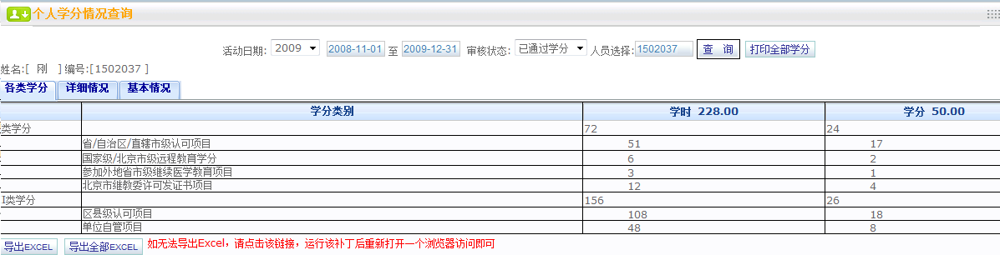 个人学分情况查询
活动日期: 2009 2008-11-01 至 2009-12-31 审核状态: 已通过学分 人员选择: 1502037 查 询 打印全部学分
姓名:[ 刚 ] 编号:[1502037 ]
各类学分 详细情况 基本情况
学分类别 学时 228.00 学分 50.00
类学分 72 24
省/自治区/直辖市级认可项目 51 17
国家级/北京市级远程教育学分 6 2
参加外地省市级继续医学教育项目 3 1
北京市继教委许可发证书项目 12 4
I类学分 156 26
区县级认可项目 108 18
单位自管项目 48 8
导出EXCEL 导出全部EXCEL 如无法导出Excel，请点击该链接，运行该补丁后重新打开一个浏览器访问即可